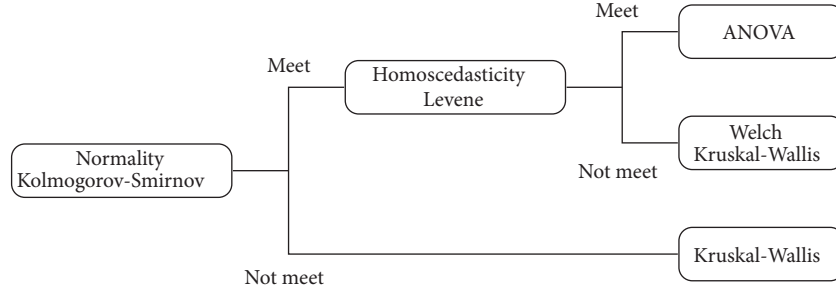 Meet
ANOVA
Meet
Homoscedasticity
Levene
Welch
Kruskal-Wallis
Normality
Kolmogorov-Smirnov
Not meet
Kruskal-Wallis
Not meet